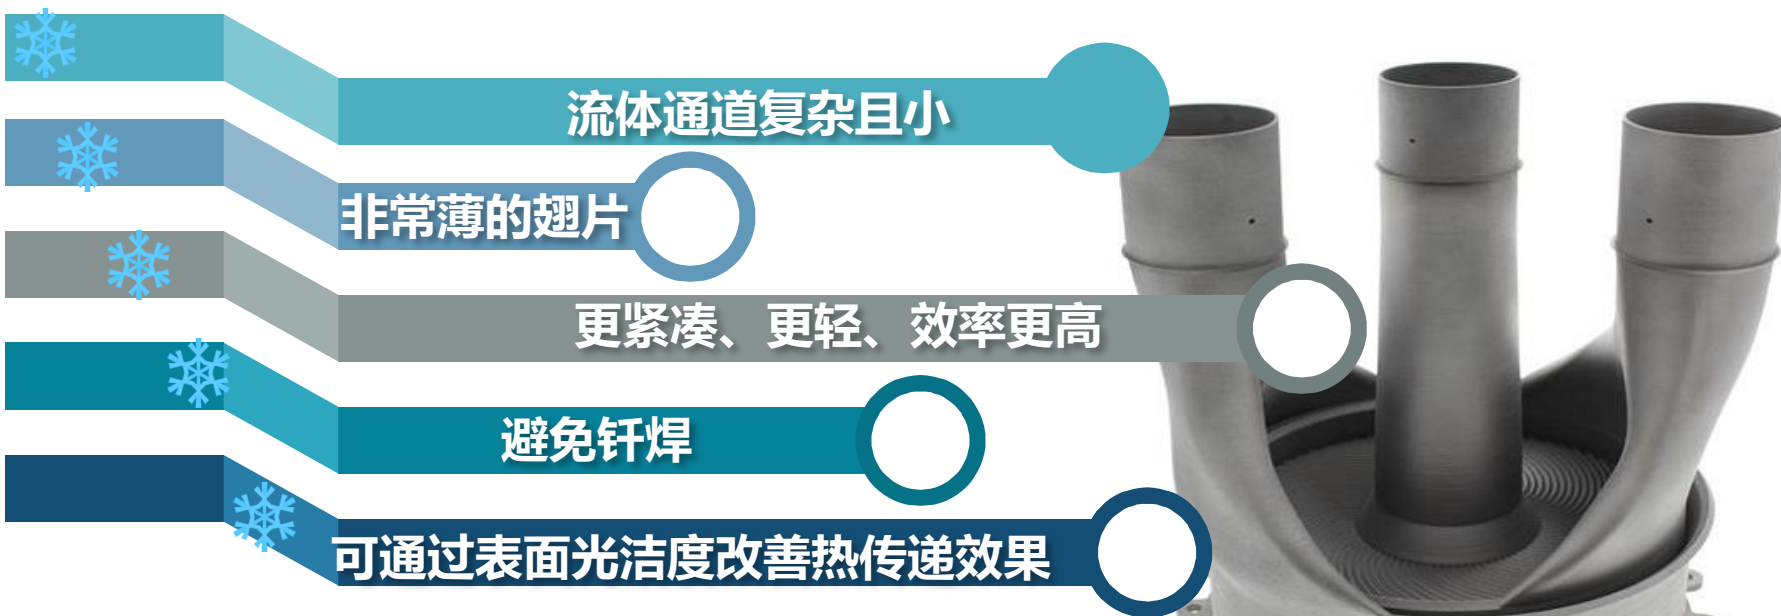 流体通道复杂且小
非常薄的翅片
更紧凑、更轻、效率更高
避免钎焊
可通过表面光洁度改善热传递效果